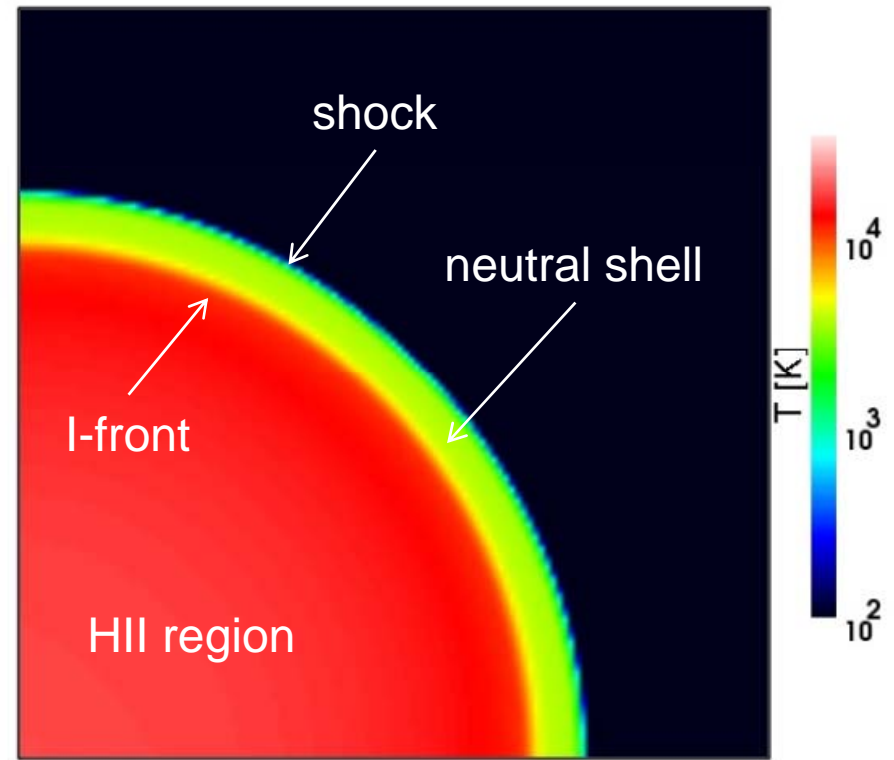 shock
neutral shell
I-front
HII region
T [K]
10^4
10^3
10^2